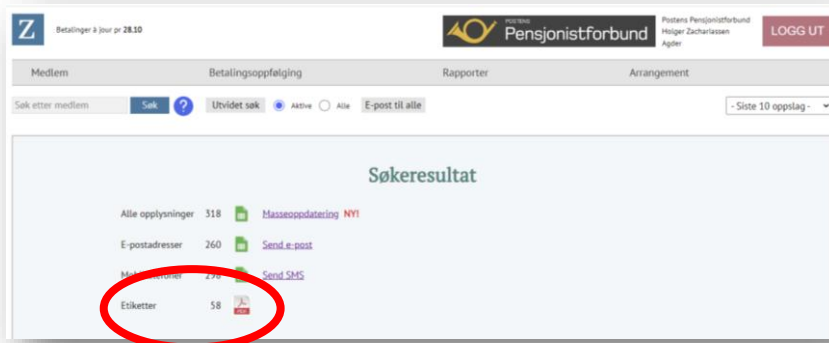 Z Betalinger à jour pr 28.10
POSTENS
Pensjonistforbund
Postens Pensjonistforbund
Holger Zachariassen
Agder
LOGG UT
Medlem Betalingsoppfølging Rapporter Arrangement
Søk etter medlem Søk ? Utvidet søk Aktive Alle E-post til alle - Siste 10 oppslag -
Søkeresultat
Alle opplysninger 318 Masseoppdatering NY!
E-postadresser 260 Send e-post
Send SMS
Etiketter 58 PDF